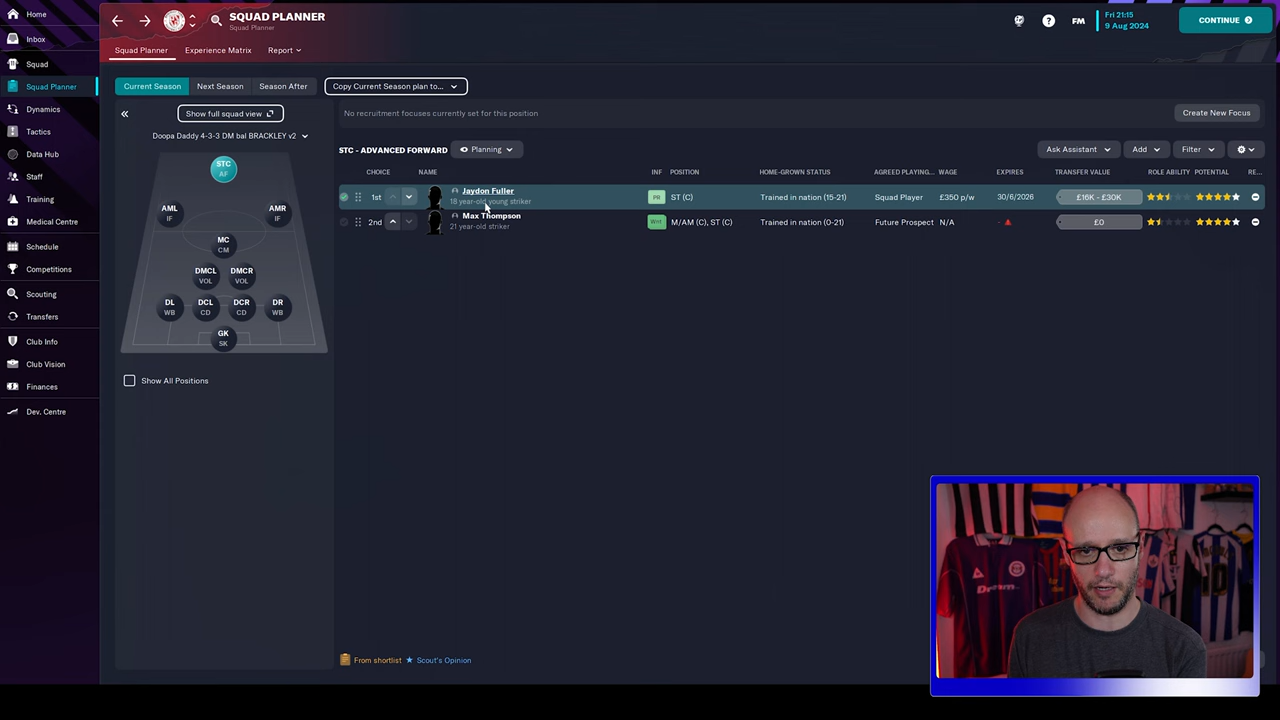 Home
Inbox
Squad
Squad Planner
Dynamics
Tactics
Data Hub
Staff
Training
Medical Centre
Schedule
Competitions
Scouting
Transfers
Club Info
Club Vision
Finances
Dev. Centre
SQUAD PLANNER
Squad Planner
FM
Fri 21:15
9 Aug 2024
CONTINUE
Squad Planner
Experience Matrix
Report
Current Season
Next Season
Season After
Copy Current Season plan to...
Show full squad view
Doopa Daddy 4-3-3 DM bal BRACKLEY v2
STC
AF
AML
IF
AMR
IF
MC
CM
DMCL
VOL
DMCR
VOL
DL
WB
DCL
CD
DCR
CD
DR
WB
GK
SK
Show All Positions
No recruitment focuses currently set for this position
Create New Focus
STC - ADVANCED FORWARD
Planning
Ask Assistant
Add
Filter
CHOICE NAME INF POSITION HOME-GROWN STATUS AGREED PLAYING... WAGE EXPIRES TRANSFER VALUE ROLE ABILITY POTENTIAL RE...
1st Jaydon Fuller PR ST (C) Trained in nation (15-21) Squad Player £350 p/w 30/6/2026 £16K - £30K
18 year-old young striker
2nd Max Thompson Wnt M/AM (C), ST (C) Trained in nation (0-21) Future Prospect N/A - £0
21 year-old striker
From shortlist
Scout's Opinion